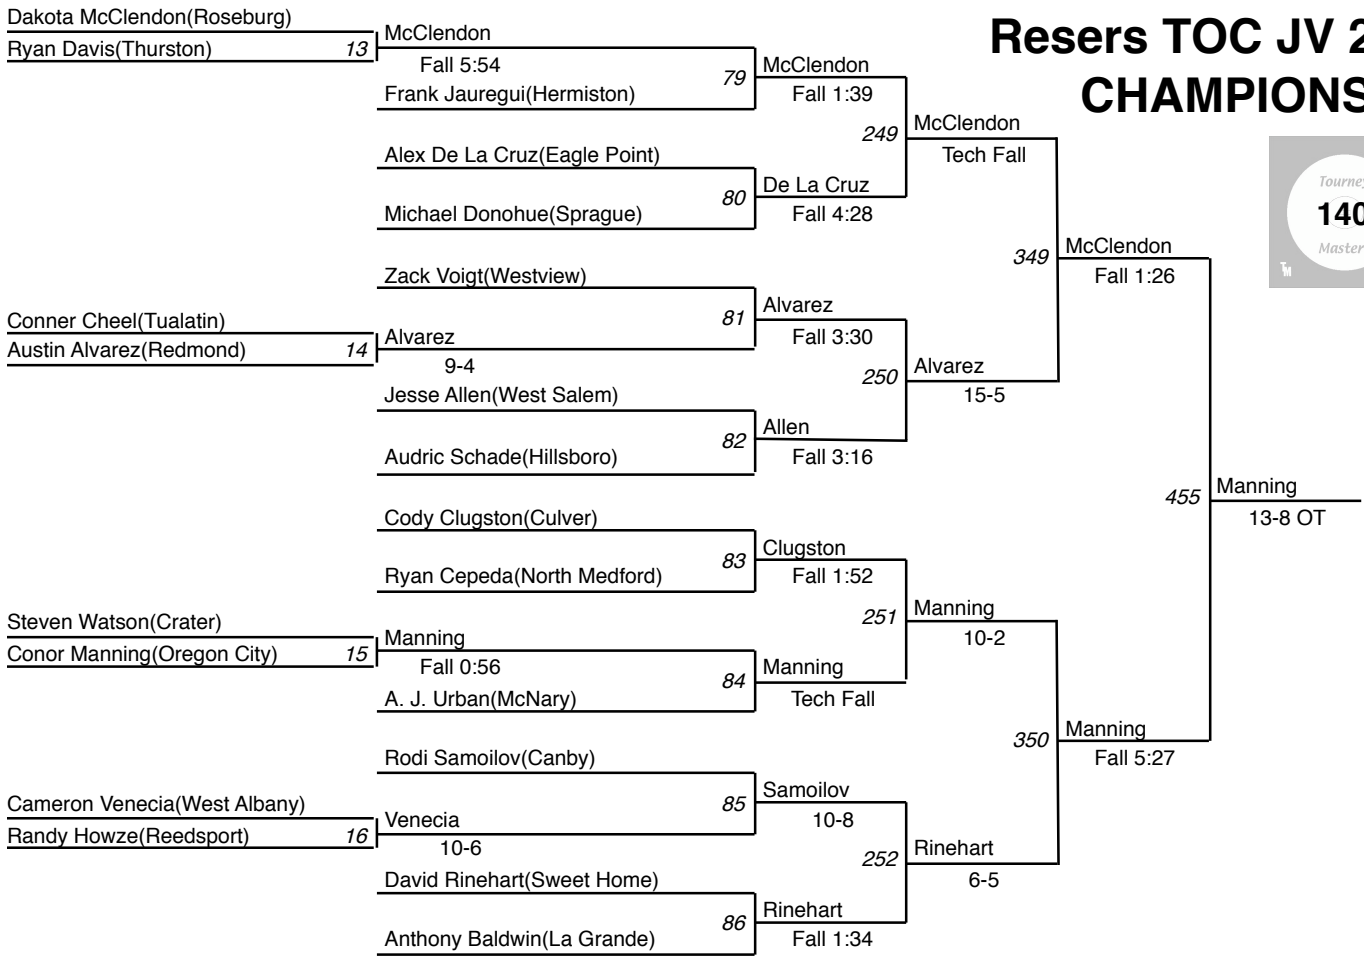 Resers TOC JV 2
CHAMPIONS
Tourney
140
Master
TM
Dakota McClendon(Roseburg)
Ryan Davis(Thurston) 13
McClendon
Fall 5:54
Frank Jauregui(Hermiston)
79
McClendon
Fall 1:39
Alex De La Cruz(Eagle Point)
Michael Donohue(Sprague)
80
De La Cruz
Fall 4:28
249
McClendon
Tech Fall
Zack Voigt(Westview)
Conner Cheel(Tualatin)
Austin Alvarez(Redmond) 14
Alvarez
9-4
81
Alvarez
Fall 3:30
Jesse Allen(West Salem)
Audric Schade(Hillsboro)
82
Allen
Fall 3:16
250
Alvarez
15-5
349
McClendon
Fall 1:26
Cody Clugston(Culver)
Ryan Cepeda(North Medford)
83
Clugston
Fall 1:52
Steven Watson(Crater)
Conor Manning(Oregon City) 15
Manning
Fall 0:56
A. J. Urban(McNary)
84
Manning
Tech Fall
251
Manning
10-2
Rodi Samoilov(Canby)
Cameron Venecia(West Albany)
Randy Howze(Reedsport) 16
Venecia
10-6
85
Samoilov
10-8
David Rinehart(Sweet Home)
Anthony Baldwin(La Grande)
86
Rinehart
Fall 1:34
252
Rinehart
6-5
350
Manning
Fall 5:27
455
Manning
13-8 OT